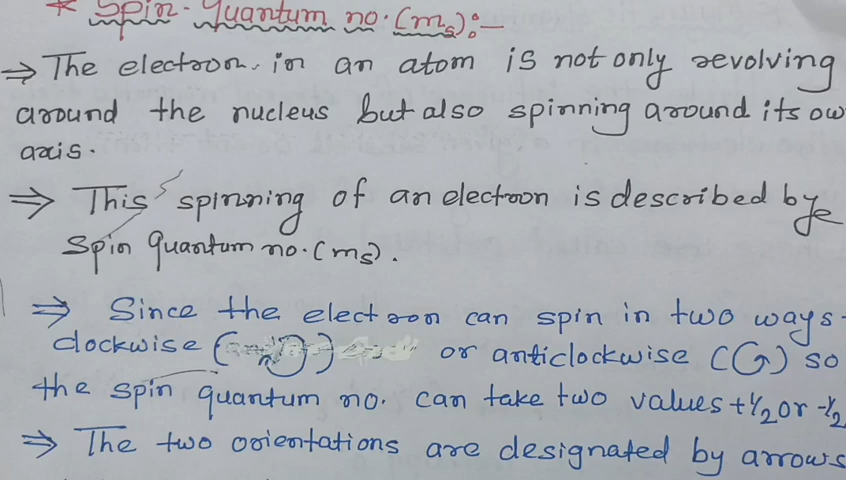 * Spin-Quantum no. (ms):-
⇒ The electron in an atom is not only revolving
around the nucleus but also spinning around its ow
axis.
⇒ This spinning of an electron is described by
Spin Quantum no. (ms).
⇒ Since the electron can spin in two ways-
clockwise ( ) or anticlockwise ( ) so
the spin quantum no. can take two values +1/2 or -1/2
⇒ The two orientations are designated by arrows